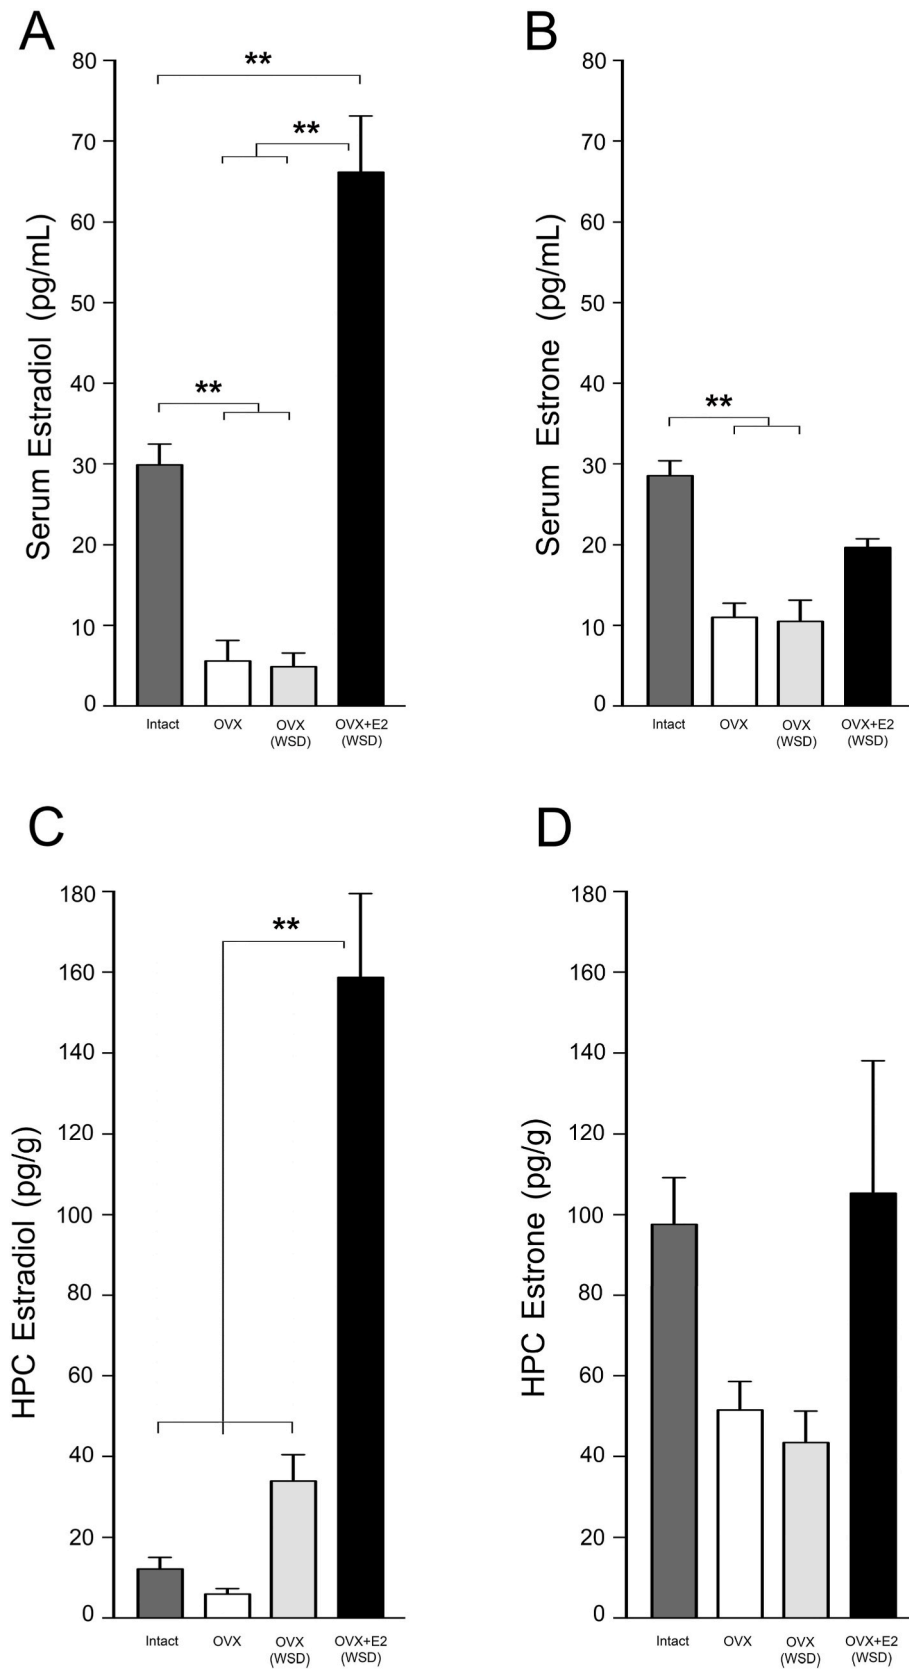 A
Serum Estradiol (pg/mL)
80
70
60
50
40
30
20
10
0
**
**
**
Intact
OVX
OVX
(WSD)
OVX+E2
(WSD)
B
Serum Estrone (pg/mL)
80
70
60
50
40
30
20
10
0
**
Intact
OVX
OVX
(WSD)
OVX+E2
(WSD)
C
HPC Estradiol (pg/g)
180
160
140
120
100
80
60
40
20
0
**
Intact
OVX
OVX
(WSD)
OVX+E2
(WSD)
D
HPC Estrone (pg/g)
180
160
140
120
100
80
60
40
20
0
Intact
OVX
OVX
(WSD)
OVX+E2
(WSD)